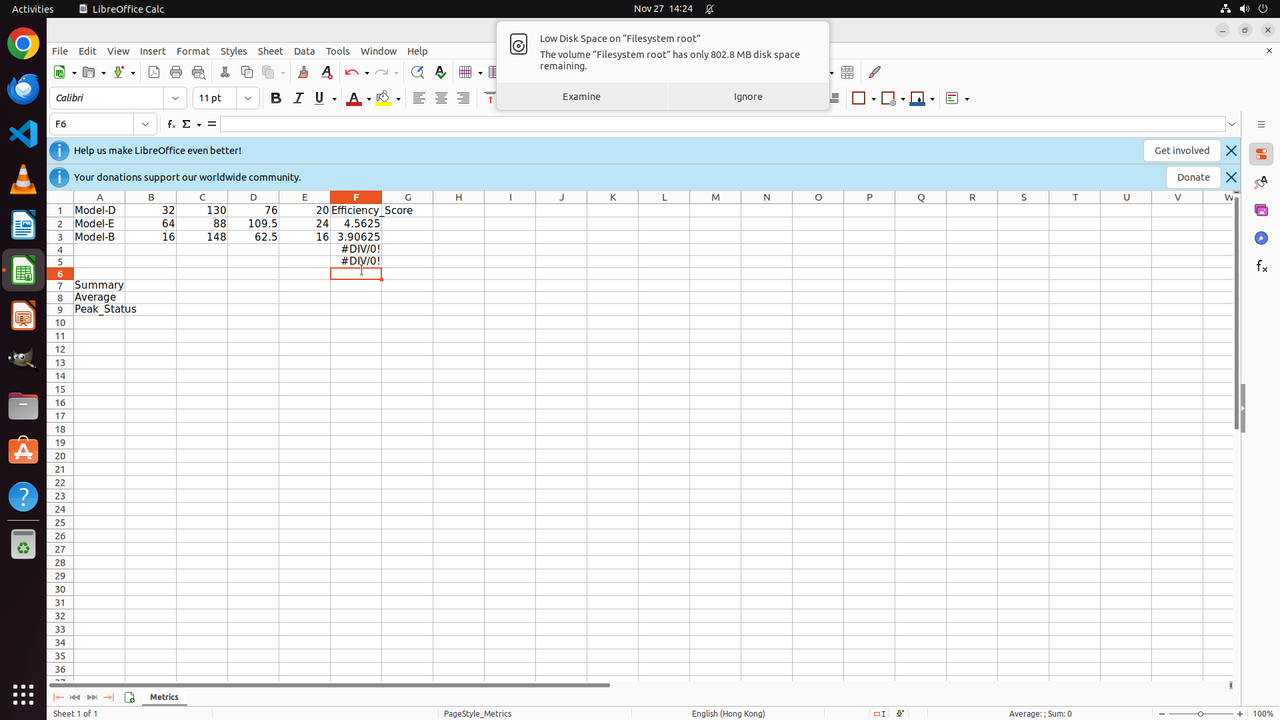 Activities LibreOffice Calc Nov 27 14:24
Low Disk Space on “Filesystem root”
The volume “Filesystem root” has only 802.8 MB disk space
remaining.
Examine Ignore
File Edit View Insert Format Styles Sheet Data Tools Window Help
Calibri 11 pt
F6
Help us make LibreOffice even better! Get involved
Your donations support our worldwide community. Donate
A B C D E F G H I J K L M N O P Q R S T U V W
1 Model-D 32 130 76 20 Efficiency_Score
2 Model-E 64 88 109.5 24 4.5625
3 Model-B 16 148 62.5 16 3.90625
4 #DIV/0!
5 #DIV/0!
6
7 Summary
8 Average
9 Peak_Status
10
11
12
13
14
15
16
17
18
19
20
21
22
23
24
25
26
27
28
29
30
31
32
33
34
35
36
Metrics
Sheet 1 of 1 PageStyle_Metrics English (Hong Kong) Average: ; Sum: 0 100%